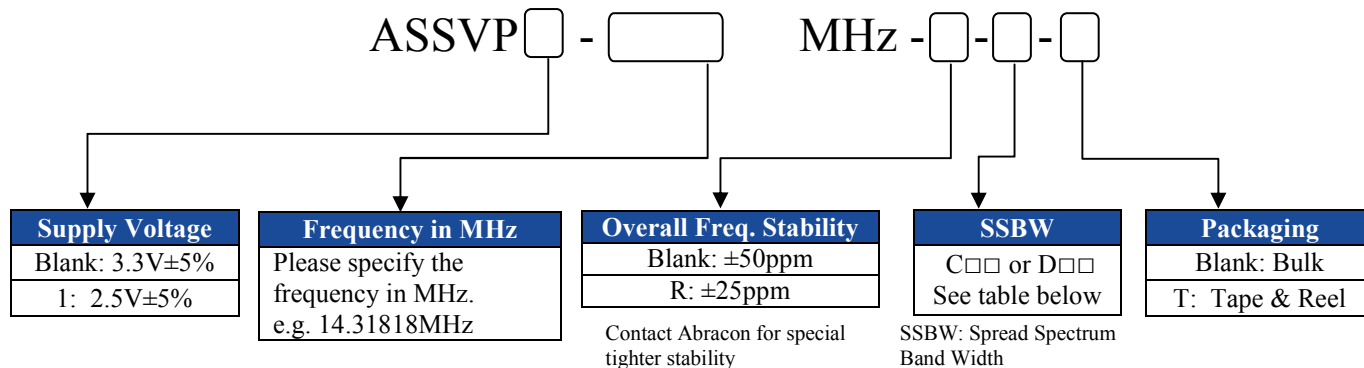 ASSVP□ - □ MHz -□-□-□
Supply Voltage
Blank: 3.3V±5%
1: 2.5V±5%
Frequency in MHz
Please specify the
frequency in MHz.
e.g. 14.31818MHz
Overall Freq. Stability
Blank: ±50ppm
R: ±25ppm
Contact Abracon for special
tighter stability
SSBW
C□□ or D□□
See table below
SSBW: Spread Spectrum
Band Width
Packaging
Blank: Bulk
T: Tape & Reel